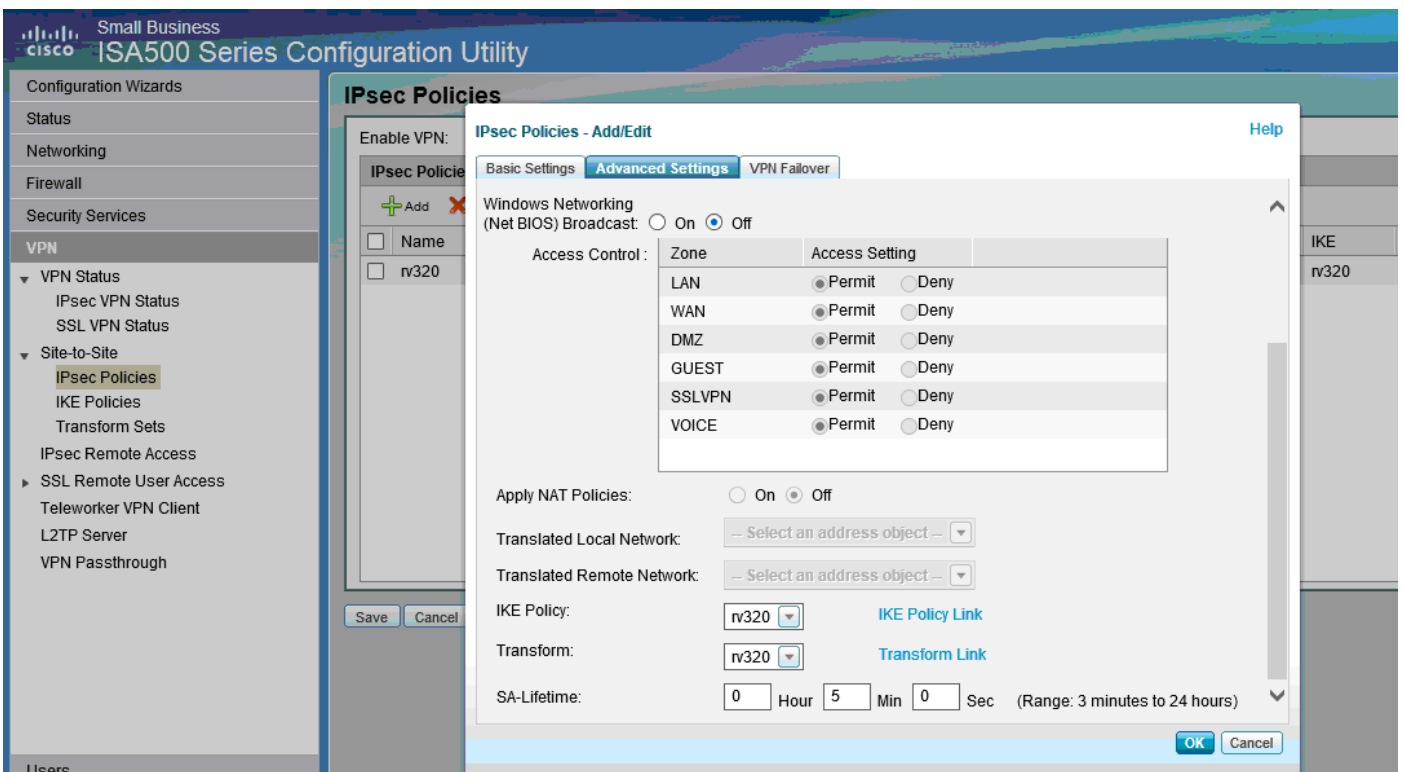 Small Business
CISCO ISA500 Series Configuration Utility
Configuration Wizards
Status
Networking
Firewall
Security Services
VPN
VPN Status
IPsec VPN Status
SSL VPN Status
Site-to-Site
IPsec Policies
IKE Policies
Transform Sets
IPsec Remote Access
SSL Remote User Access
Teleworker VPN Client
L2TP Server
VPN Passthrough
Users
IPsec Policies
Enable VPN:
IPsec Policie
Add
Name IKE
rv320 rv320
Save Cancel
IPsec Policies - Add/Edit Help
Basic Settings Advanced Settings VPN Failover
Windows Networking
(Net BIOS) Broadcast: On Off
Access Control : Zone Access Setting
LAN Permit Deny
WAN Permit Deny
DMZ Permit Deny
GUEST Permit Deny
SSLVPN Permit Deny
VOICE Permit Deny
Apply NAT Policies: On Off
Translated Local Network: -- Select an address object --
Translated Remote Network: -- Select an address object --
IKE Policy: rv320 IKE Policy Link
Transform: rv320 Transform Link
SA-Lifetime: 0 Hour 5 Min 0 Sec (Range: 3 minutes to 24 hours)
OK Cancel